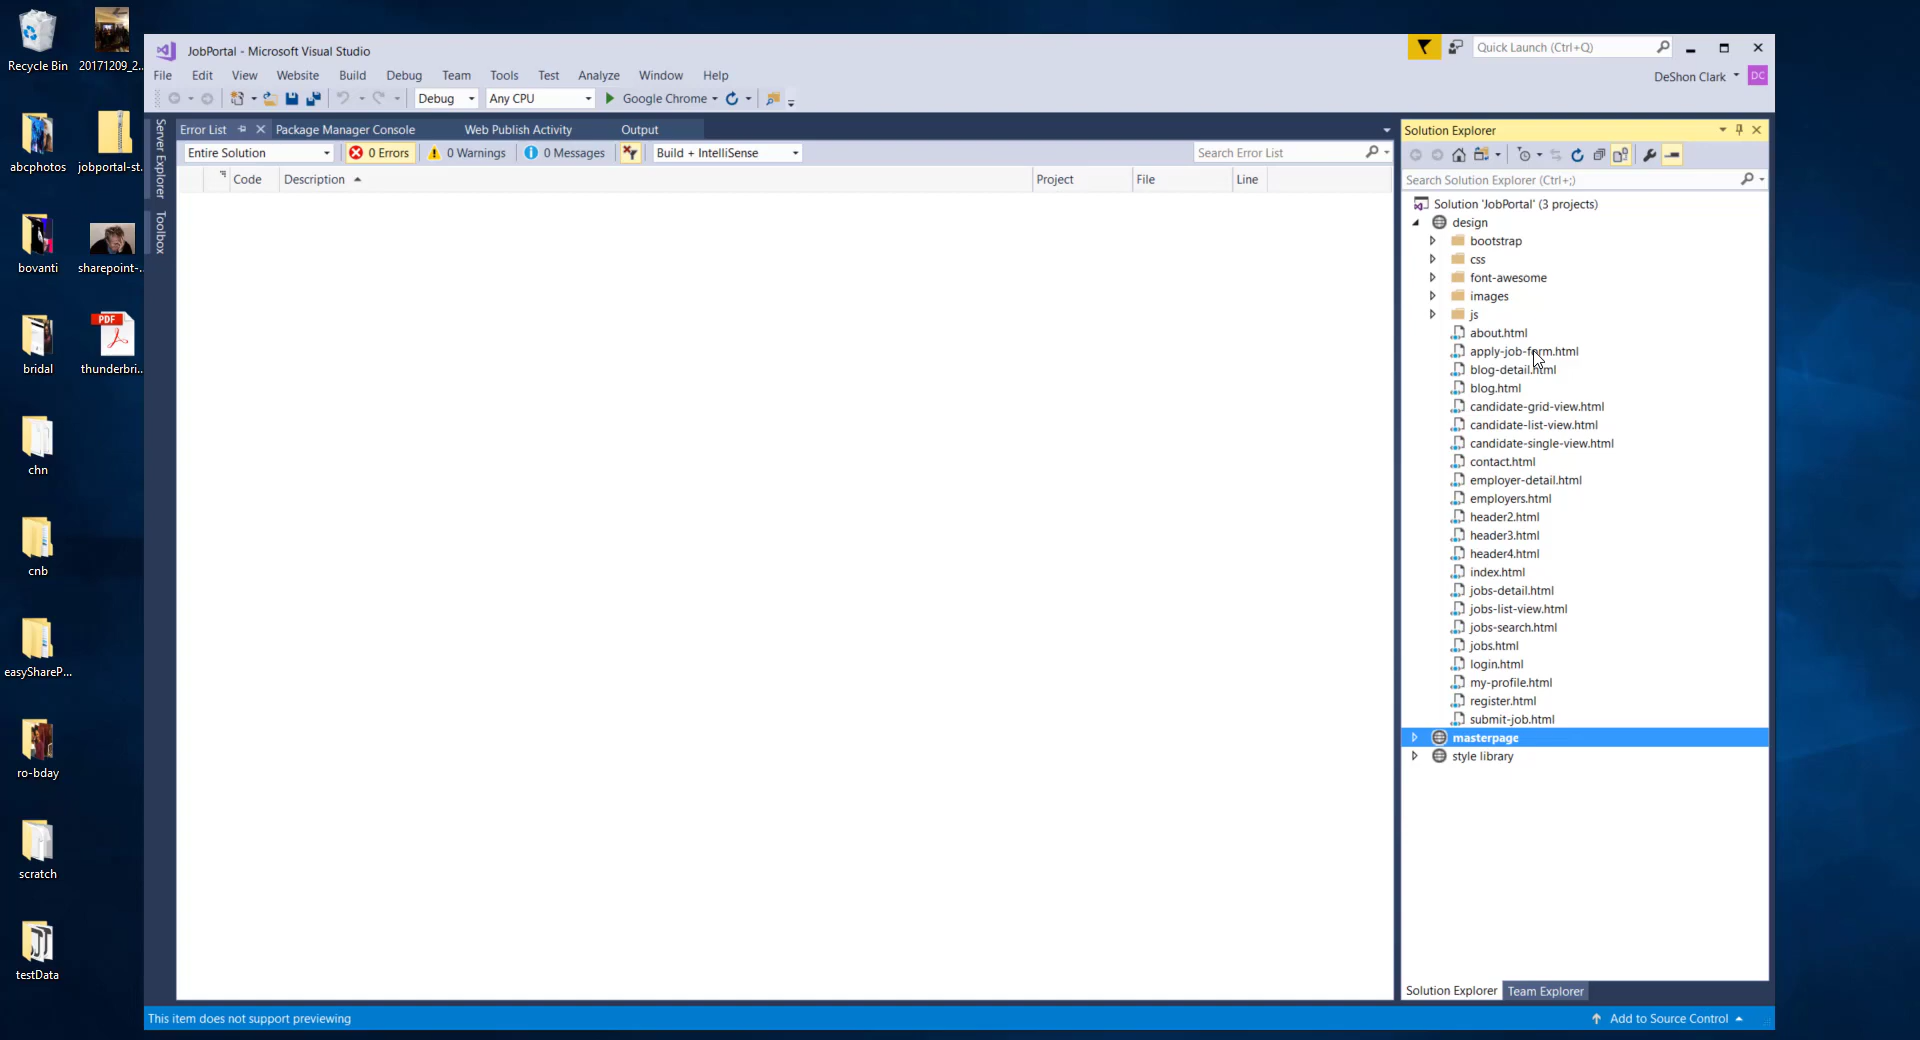 Recycle Bin
20171209_2...
abcphotos
jobportal-st...
bovanti
sharepoint-...
bridal
PDF
thunderbri...
chn
cnb
easyShareP...
ro-bday
scratch
testData
JobPortal - Microsoft Visual Studio
Quick Launch (Ctrl+Q)
File Edit View Website Build Debug Team Tools Test Analyze Window Help
DeShon Clark DC
Debug Any CPU Google Chrome
Server Explorer
Toolbox
Error List Package Manager Console Web Publish Activity Output
Entire Solution 0 Errors 0 Warnings 0 Messages Build + IntelliSense Search Error List
Code Description Project File Line
Solution Explorer
Search Solution Explorer (Ctrl+;)
Solution 'JobPortal' (3 projects)
design
bootstrap
css
font-awesome
images
js
about.html
apply-job-form.html
blog-detail.html
blog.html
candidate-grid-view.html
candidate-list-view.html
candidate-single-view.html
contact.html
employer-detail.html
employers.html
header2.html
header3.html
header4.html
index.html
jobs-detail.html
jobs-list-view.html
jobs-search.html
jobs.html
login.html
my-profile.html
register.html
submit-job.html
masterpage
style library
Solution Explorer Team Explorer
This item does not support previewing
Add to Source Control